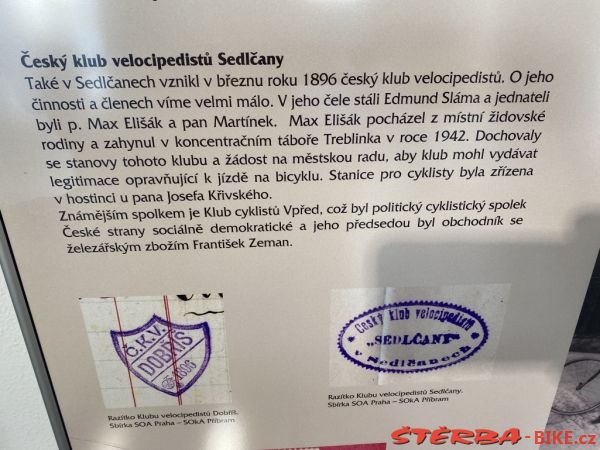 Český klub velocipedistů Sedlčany
Také v Sedlčanech vznikl v březnu roku 1896 český klub velocipedistů. O jeho
činnosti a členech víme velmi málo. V jeho čele stáli Edmund Sláma a jednateli
byli p. Max Elišák a pan Martínek. Max Elišák pocházel z místní židovské
rodiny a zahynul v koncentračním táboře Treblinka v roce 1942. Dochovaly
se stanovy tohoto klubu a žádost na městskou radu, aby klub mohl vydávat
legitimace opravňující k jízdě na bicyklu. Stanice pro cyklisty byla zřízena
v hostinci u pana Josefa Křivského.
Známějším spolkem je Klub cyklistů Vpřed, což byl politický cyklistický spolek
České strany sociálně demokratické a jeho předsedou byl obchodník se
železářským zbožím František Zeman.
Č.K.V.
DOBŘÍŠ
1896
Český klub velocipedistů
„SEDLČANY"
v Sedlčanech
Razítko Klubu velocipedistů Dobříš.
Sbírka SOA Praha – SOkA Příbram
Razítko Klubu velocipedistů Sedlčany.
Sbírka SOA Praha – SOkA Příbram
ŠTĚRBA-BIKE.cz